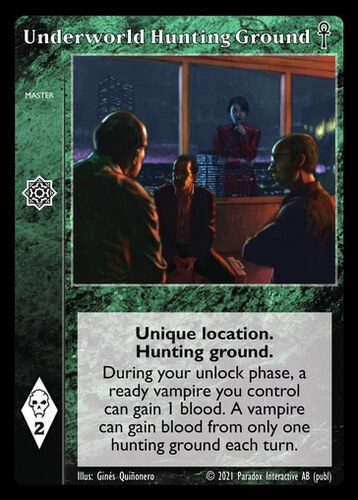 Underworld Hunting Ground
MASTER
Unique location.
Hunting ground.
During your unlock phase, a
ready vampire you control
can gain 1 blood. A vampire
can gain blood from only one
hunting ground each turn.
2
Illus: Ginés Quiñonero © 2021 Paradox Interactive AB (publ)